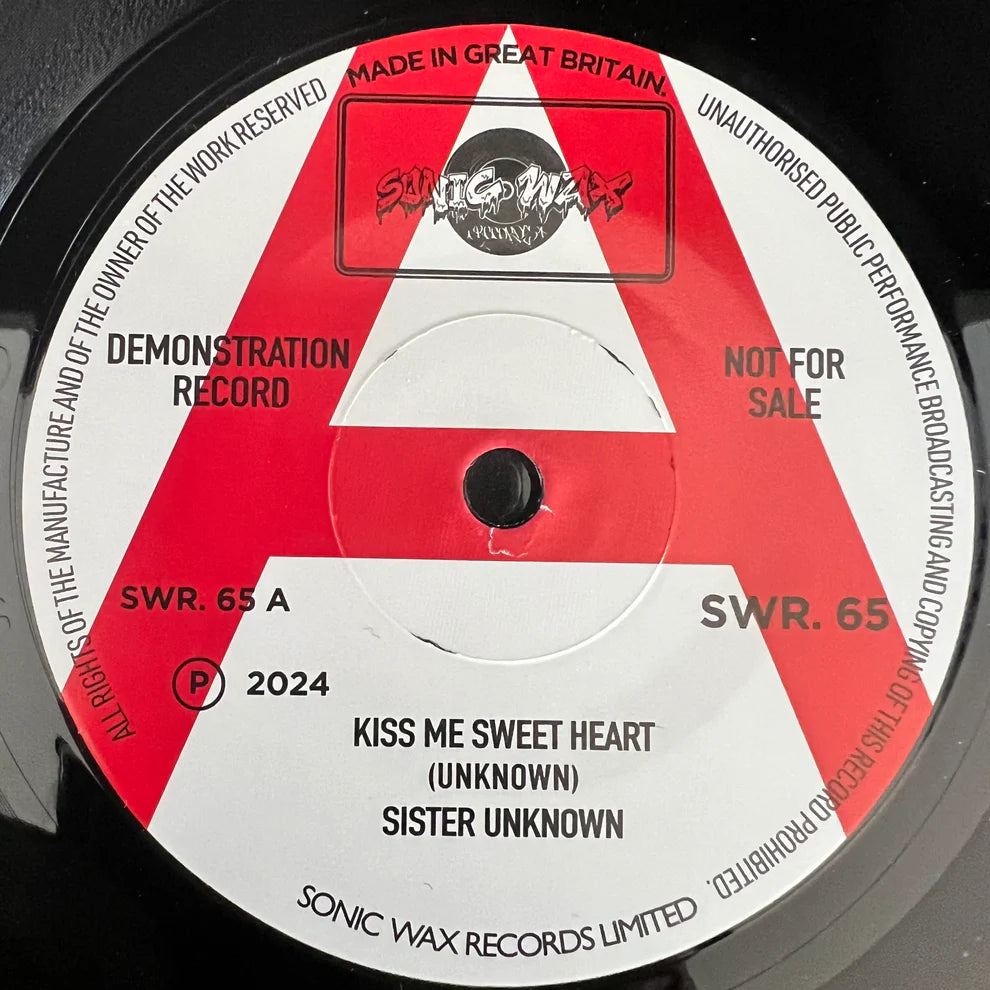 MADE IN GREAT BRITAIN.
ALL RIGHTS OF THE MANUFACTURE AND OF THE OWNER OF THE WORK RESERVED
UNAUTHORISED PUBLIC PERFORMANCE BROADCASTING AND COPYING OF THIS RECORD PROHIBITED.
A
SONIC WAX
DEMONSTRATION
RECORD
NOT FOR
SALE
SWR. 65 A
SWR. 65
Ⓟ 2024
KISS ME SWEET HEART
(UNKNOWN)
SISTER UNKNOWN
SONIC WAX RECORDS LIMITED